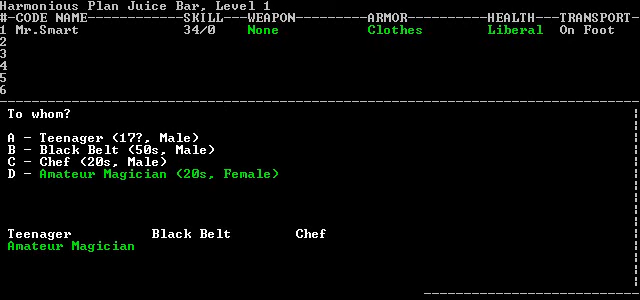 Harmonious Plan Juice Bar, Level 1
#-CODE NAME------------SKILL---WEAPON---------ARMOR----------HEALTH---TRANSPORT-
1 Mr.Smart             34/0    None           Clothes        Liberal  On Foot
2
3
4
5
6
To whom?
A - Teenager (17?, Male)
B - Black Belt (50s, Male)
C - Chef (20s, Male)
D - Amateur Magician (20s, Female)
Teenager          Black Belt        Chef
Amateur Magician